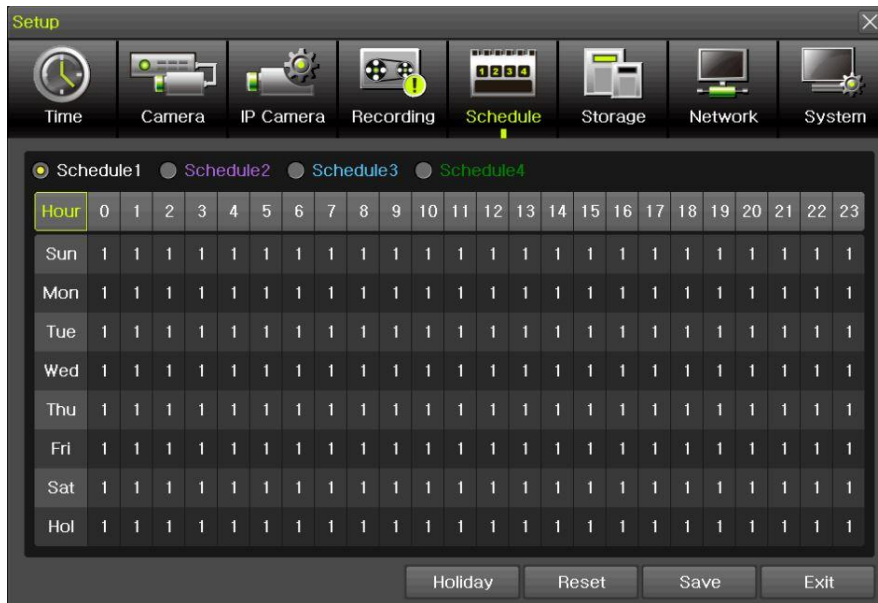 Setup
1 2 3 4
Time Camera IP Camera Recording Schedule Storage Network System
Schedule1 Schedule2 Schedule3 Schedule4
Hour 0 1 2 3 4 5 6 7 8 9 10 11 12 13 14 15 16 17 18 19 20 21 22 23
Sun 1 1 1 1 1 1 1 1 1 1 1 1 1 1 1 1 1 1 1 1 1 1 1 1
Mon 1 1 1 1 1 1 1 1 1 1 1 1 1 1 1 1 1 1 1 1 1 1 1 1
Tue 1 1 1 1 1 1 1 1 1 1 1 1 1 1 1 1 1 1 1 1 1 1 1 1
Wed 1 1 1 1 1 1 1 1 1 1 1 1 1 1 1 1 1 1 1 1 1 1 1 1
Thu 1 1 1 1 1 1 1 1 1 1 1 1 1 1 1 1 1 1 1 1 1 1 1 1
Fri 1 1 1 1 1 1 1 1 1 1 1 1 1 1 1 1 1 1 1 1 1 1 1 1
Sat 1 1 1 1 1 1 1 1 1 1 1 1 1 1 1 1 1 1 1 1 1 1 1 1
Hol 1 1 1 1 1 1 1 1 1 1 1 1 1 1 1 1 1 1 1 1 1 1 1 1
Holiday Reset Save Exit